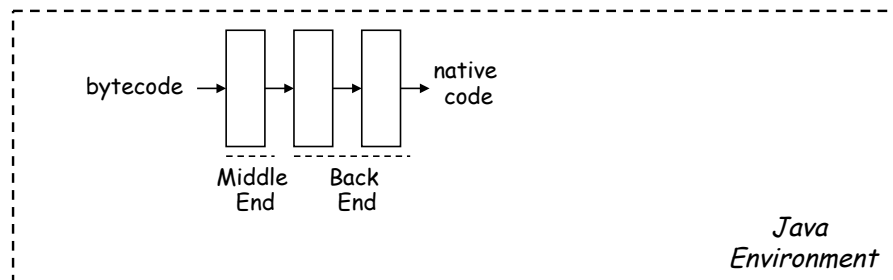 bytecode
native
code
Middle
End
Back
End
Java
Environment